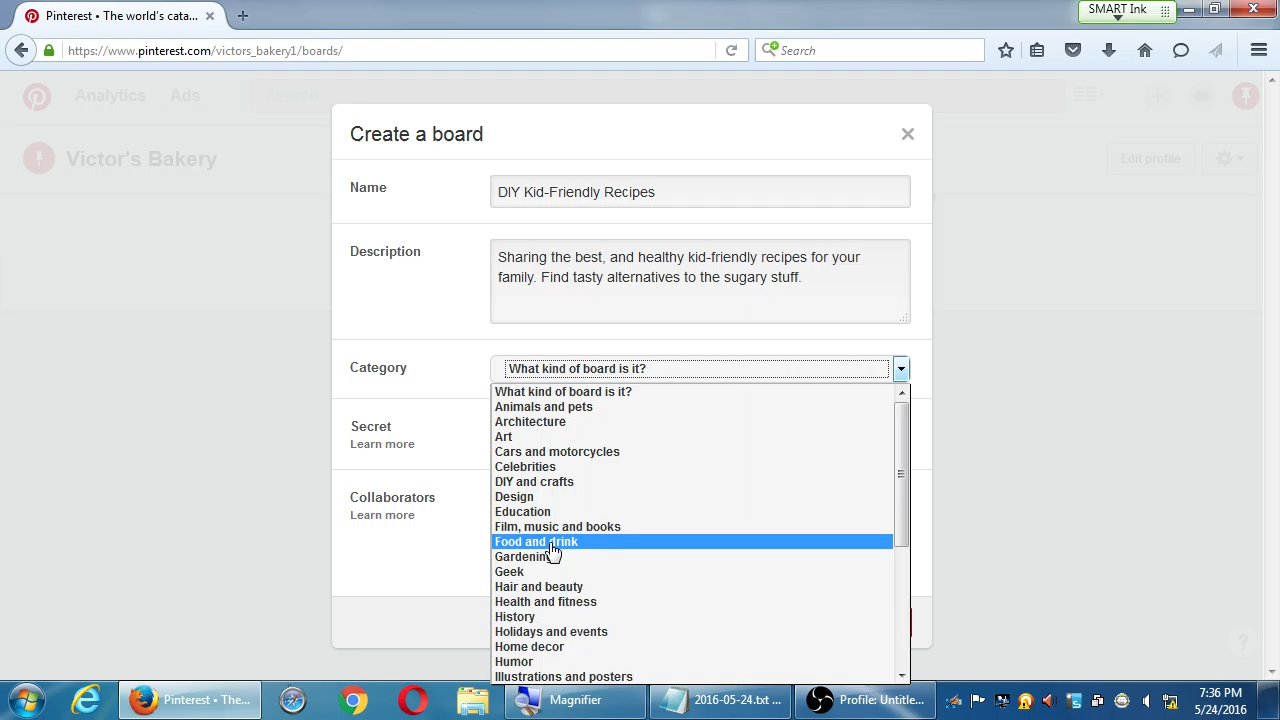 Pinterest • The world's cata...
SMART Ink
https://www.pinterest.com/victors_bakery1/boards/
Search
Analytics
Ads
Search
Victor's Bakery
Edit profile
Create a board
Name
DIY Kid-Friendly Recipes
Description
Sharing the best, and healthy kid-friendly recipes for your
family. Find tasty alternatives to the sugary stuff.
Category
What kind of board is it?
What kind of board is it?
Animals and pets
Architecture
Art
Cars and motorcycles
Celebrities
DIY and crafts
Design
Education
Film, music and books
Food and drink
Gardening
Geek
Hair and beauty
Health and fitness
History
Holidays and events
Home decor
Humor
Illustrations and posters
Secret
Learn more
Collaborators
Learn more
?
Pinterest • The...
Magnifier
2016-05-24.txt ...
Profile: Untitle...
7:36 PM
5/24/2016